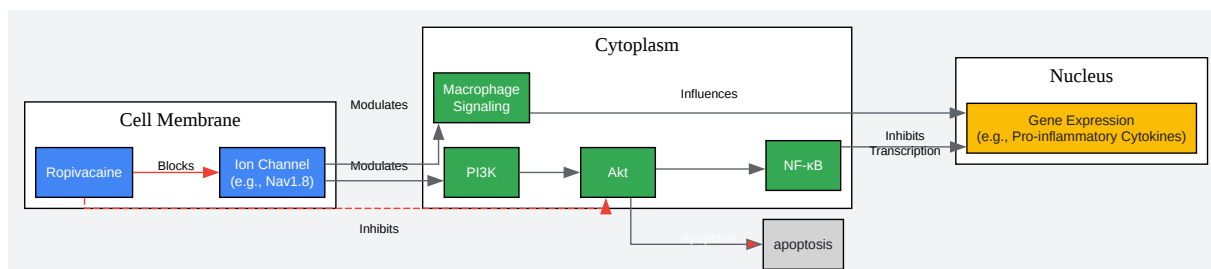 Cytoplasm
Nucleus
Cell Membrane
Macrophage
Signaling
Modulates
Influences
Gene Expression
(e.g., Pro-inflammatory Cytokines)
Inhibits
Transcription
Ropivacaine
Blocks
Ion Channel
(e.g., Nav1.8)
Modulates
PI3K
Akt
NF-κB
Inhibits
Apoptosis
apoptosis